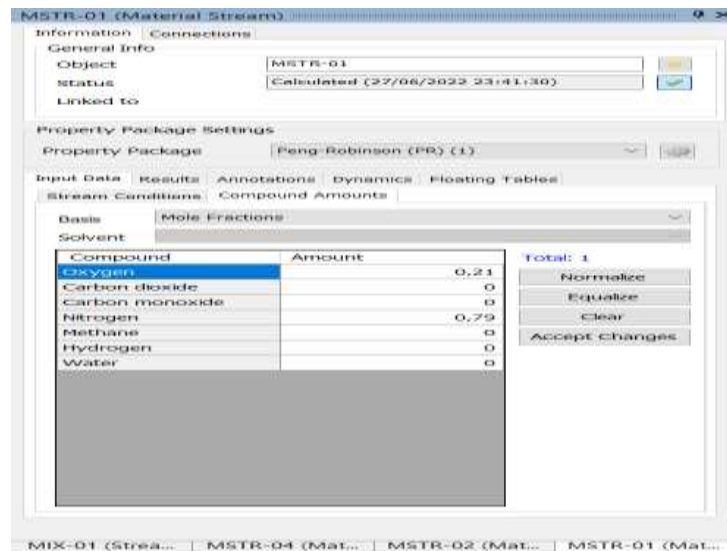 MSTR-01 (Material Stream)
Information Connections
General Info
Object MSTR-01
Status Calculated (27/06/2022 23:41:30)
Linked to
Property Package Settings
Property Package Peng-Robinson (PR) (1)
Input Data Results Annotations Dynamics Floating Tables
Stream Conditions Compound Amounts
Basis Mole Fractions
Solvent
Compound Amount Total: 1
Oxygen 0,21 Normalize
Carbon dioxide 0
Carbon monoxide 0 Equalize
Nitrogen 0,79 Clear
Methane 0 Accept Changes
Hydrogen 0
Water 0
MIX-01 (Strea... MSTR-04 (Mat... MSTR-02 (Mat... MSTR-01 (Mat...